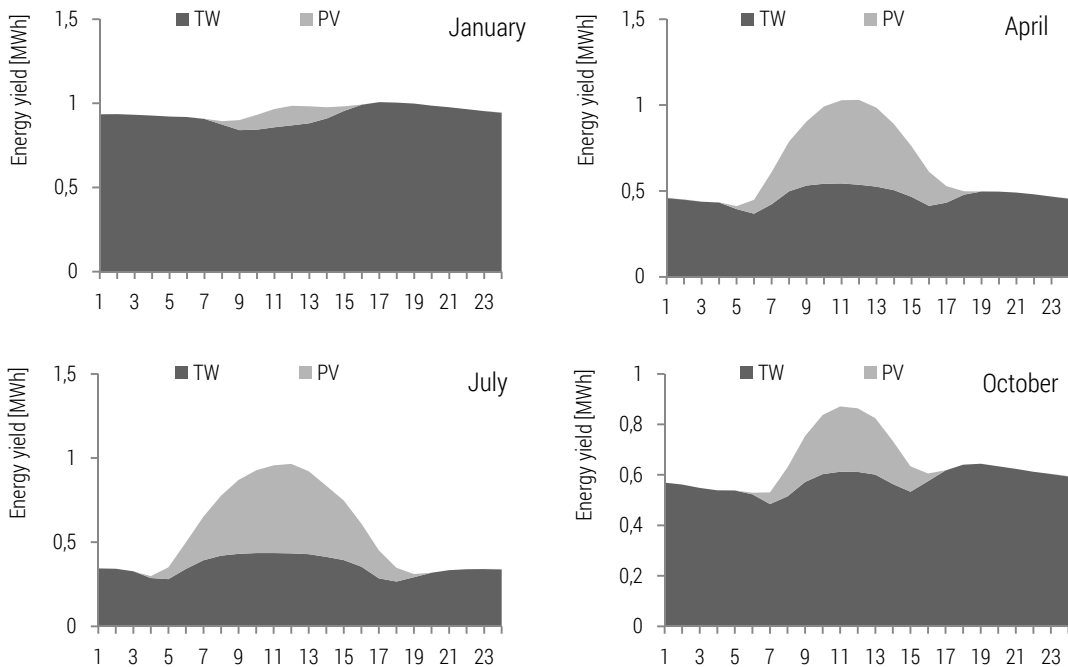 TW PV
January
Energy yield [MWh]
1,5
1
0,5
0
1 3 5 7 9 11 13 15 17 19 21 23
TW PV
April
Energy yield [MWh]
1,5
1
0,5
0
1 3 5 7 9 11 13 15 17 19 21 23
TW PV
July
Energy yield [MWh]
1,5
1
0,5
0
1 3 5 7 9 11 13 15 17 19 21 23
TW PV
October
Energy yield [MWh]
1
0,8
0,6
0,4
0,2
0
1 3 5 7 9 11 13 15 17 19 21 23